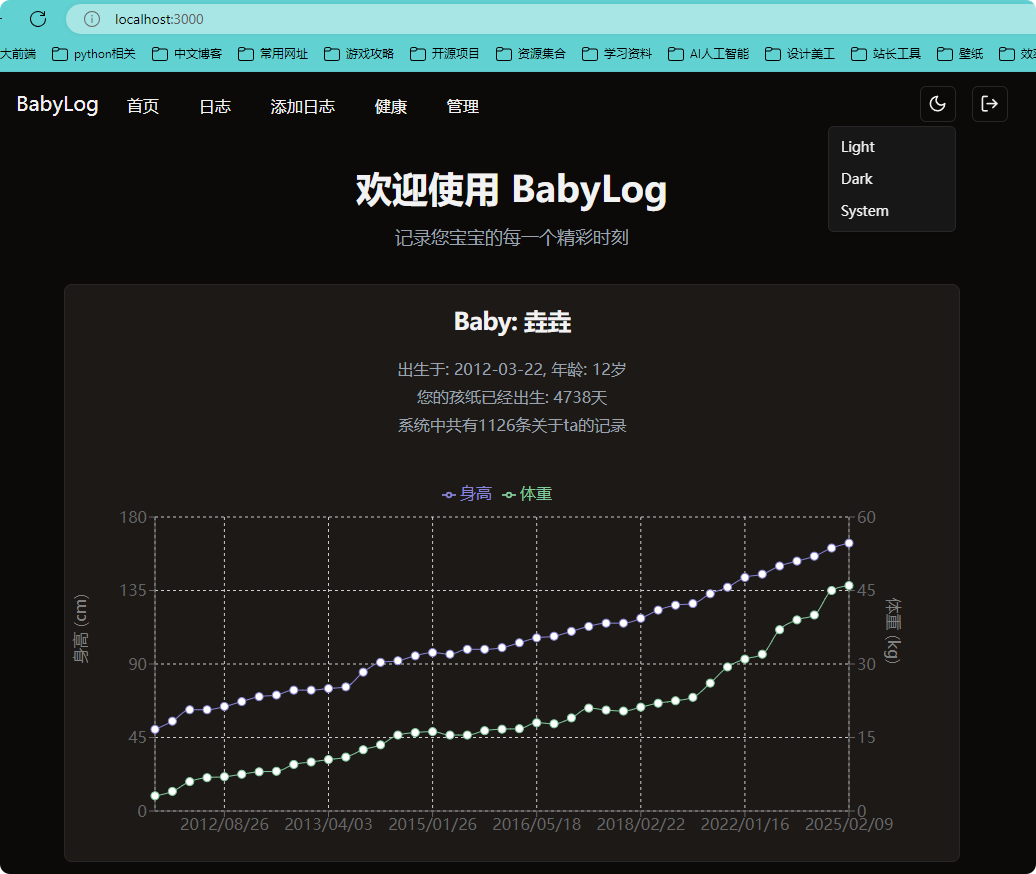 localhost:3000
大前端 python相关 中文博客 常用网址 游戏攻略 开源项目 资源集合 学习资料 AI人工智能 设计美工 站长工具 壁纸
BabyLog 首页 日志 添加日志 健康 管理
Light
Dark
System
欢迎使用 BabyLog
记录您宝宝的每一个精彩时刻
Baby: 垚垚
出生于: 2012-03-22, 年龄: 12岁
您的孩纸已经出生: 4738天
系统中共有1126条关于ta的记录
身高 体重
180 60
135 45
身高 (cm) 体重 (kg)
90 30
45 15
0 0
2012/08/26 2013/04/03 2015/01/26 2016/05/18 2018/02/22 2022/01/16 2025/02/09